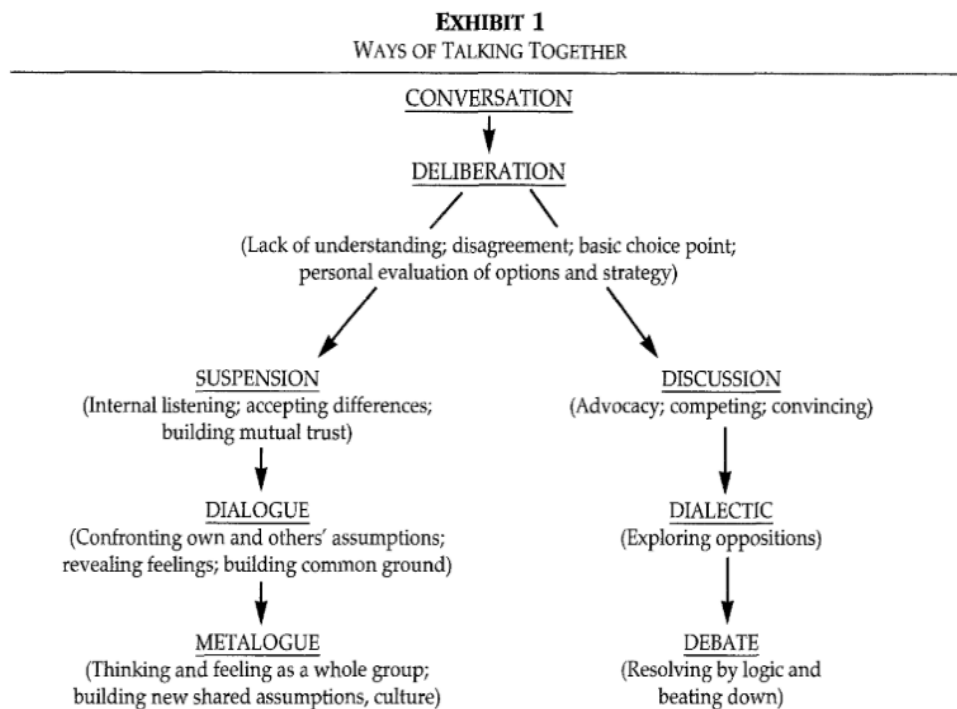 EXHIBIT 1
WAYS OF TALKING TOGETHER
CONVERSATION
DELIBERATION
(Lack of understanding; disagreement; basic choice point;
personal evaluation of options and strategy)
SUSPENSION
(Internal listening; accepting differences;
building mutual trust)
DISCUSSION
(Advocacy; competing; convincing)
DIALOGUE
(Confronting own and others' assumptions;
revealing feelings; building common ground)
DIALECTIC
(Exploring oppositions)
METALOGUE
(Thinking and feeling as a whole group;
building new shared assumptions, culture)
DEBATE
(Resolving by logic and
beating down)